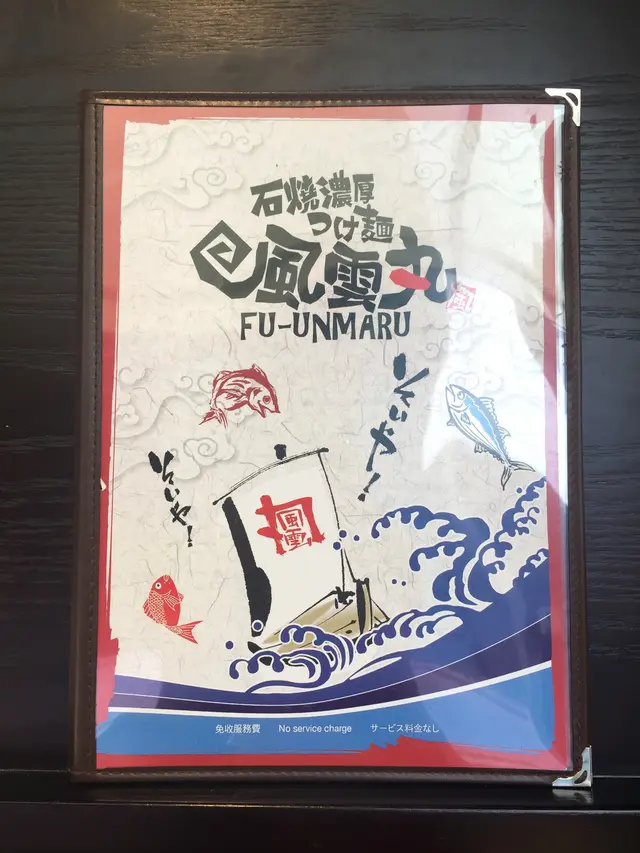 石燒濃厚
つけ麺
風雲丸
FU-UNMARU
そいや!
そいや!
風雲
免收服務費 No service charge サービス料金なし